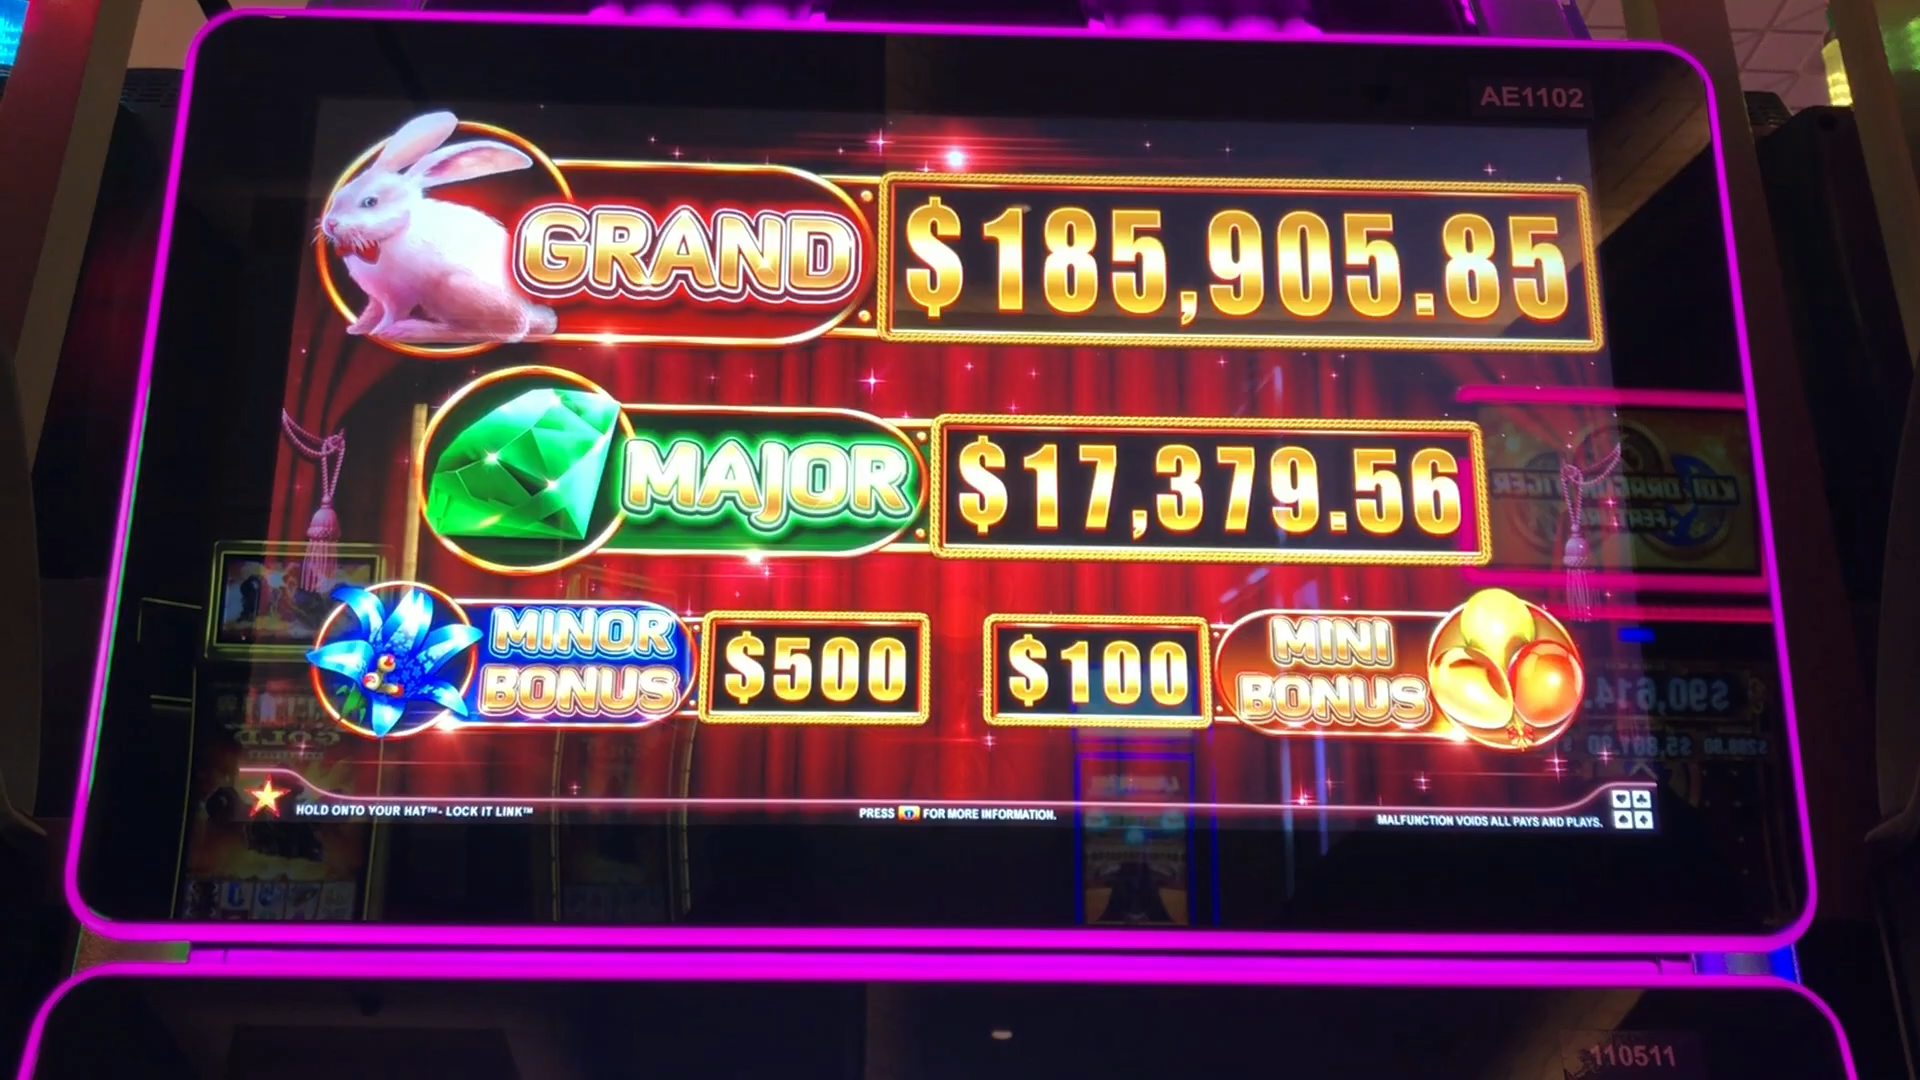 AE1102
GRAND $185,905.85
MAJOR $17,379.56
MINOR BONUS $500
$100 MINI BONUS
HOLD ONTO YOUR HAT™- LOCK IT LINK™
PRESS FOR MORE INFORMATION.
MALFUNCTION VOIDS ALL PAYS AND PLAYS.
110511